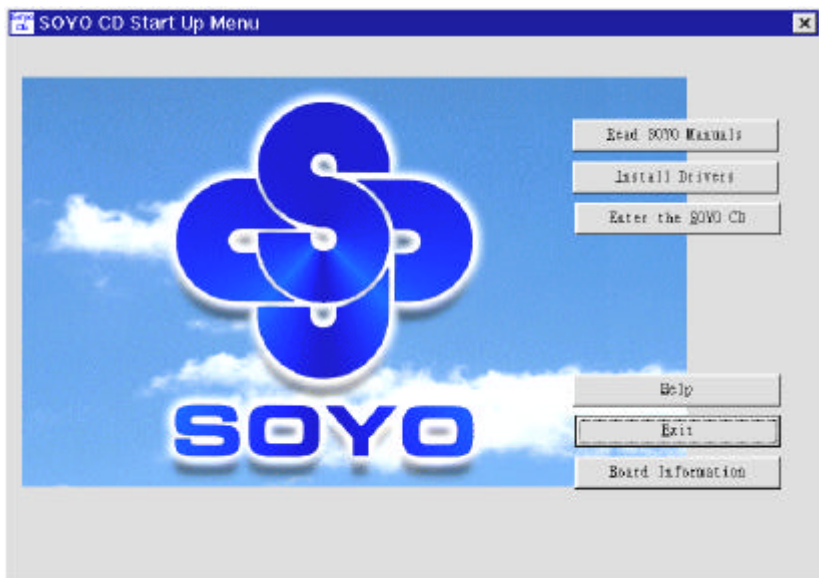 SOYO CD Start Up Menu
Read SOYO Manuals
Install Drivers
Enter the SOYO CD
SOYO
Help
Exit
Board Information